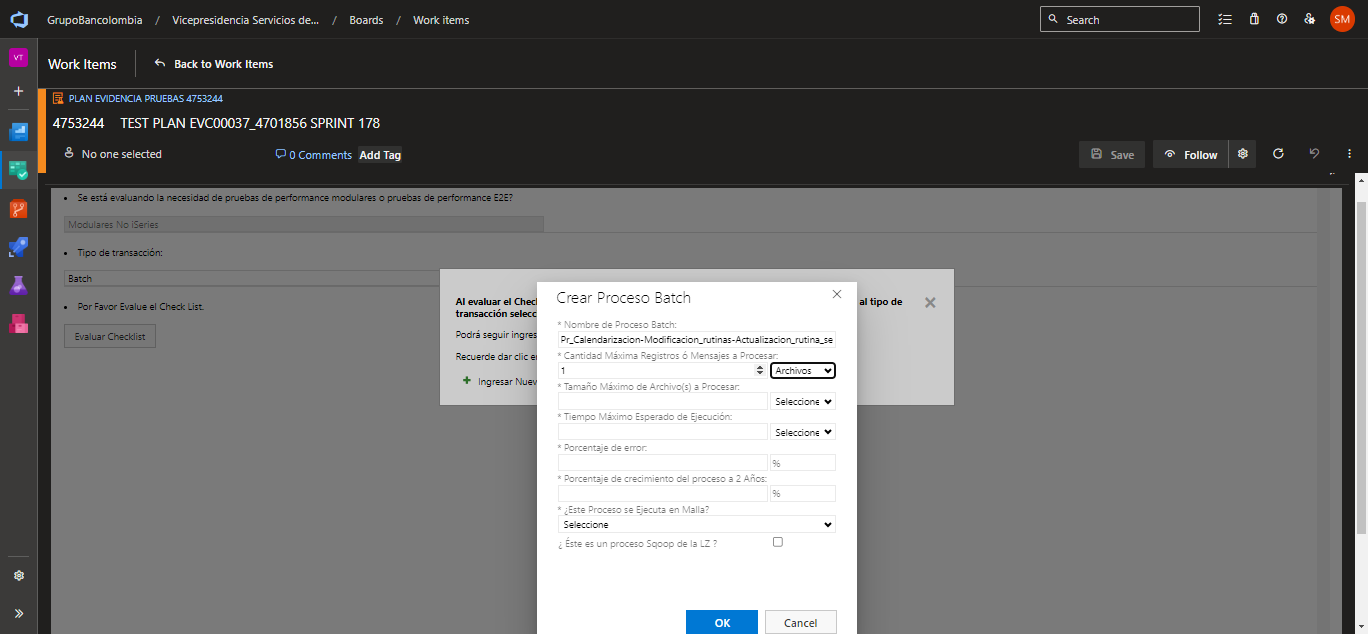 GrupoBancolombia / Vicepresidencia Servicios de... / Boards / Work items
Search
SM
VT
Work Items
Back to Work Items
PLAN EVIDENCIA PRUEBAS 4753244
4753244 TEST PLAN EVC00037_4701856 SPRINT 178
No one selected
0 Comments
Add Tag
Save
Follow
• Se está evaluando la necesidad de pruebas de performance modulares o pruebas de performance E2E?
Modulares No ISeries
• Tipo de transacción:
Batch
• Por Favor Evalue el Check List.
Evaluar Checklist
Al evaluar el Chec
al tipo de
transacción selecc
Podrá seguir ingres
Recuerde dar clic e
Ingresar Nuev
Crear Proceso Batch
* Nombre de Proceso Batch:
Pr_Calendarizacion-Modificacion_rutinas-Actualizacion_rutina_se
* Cantidad Máxima Registros ó Mensajes a Procesar:
1
Archivos
* Tamaño Máximo de Archivo(s) a Procesar:
Seleccione
* Tiempo Máximo Esperado de Ejecución:
Seleccione
* Porcentaje de error:
%
* Porcentaje de crecimiento del proceso a 2 Años:
%
* ¿Este Proceso se Ejecuta en Malla?
Seleccione
¿ Éste es un proceso Sqoop de la LZ ?
OK
Cancel